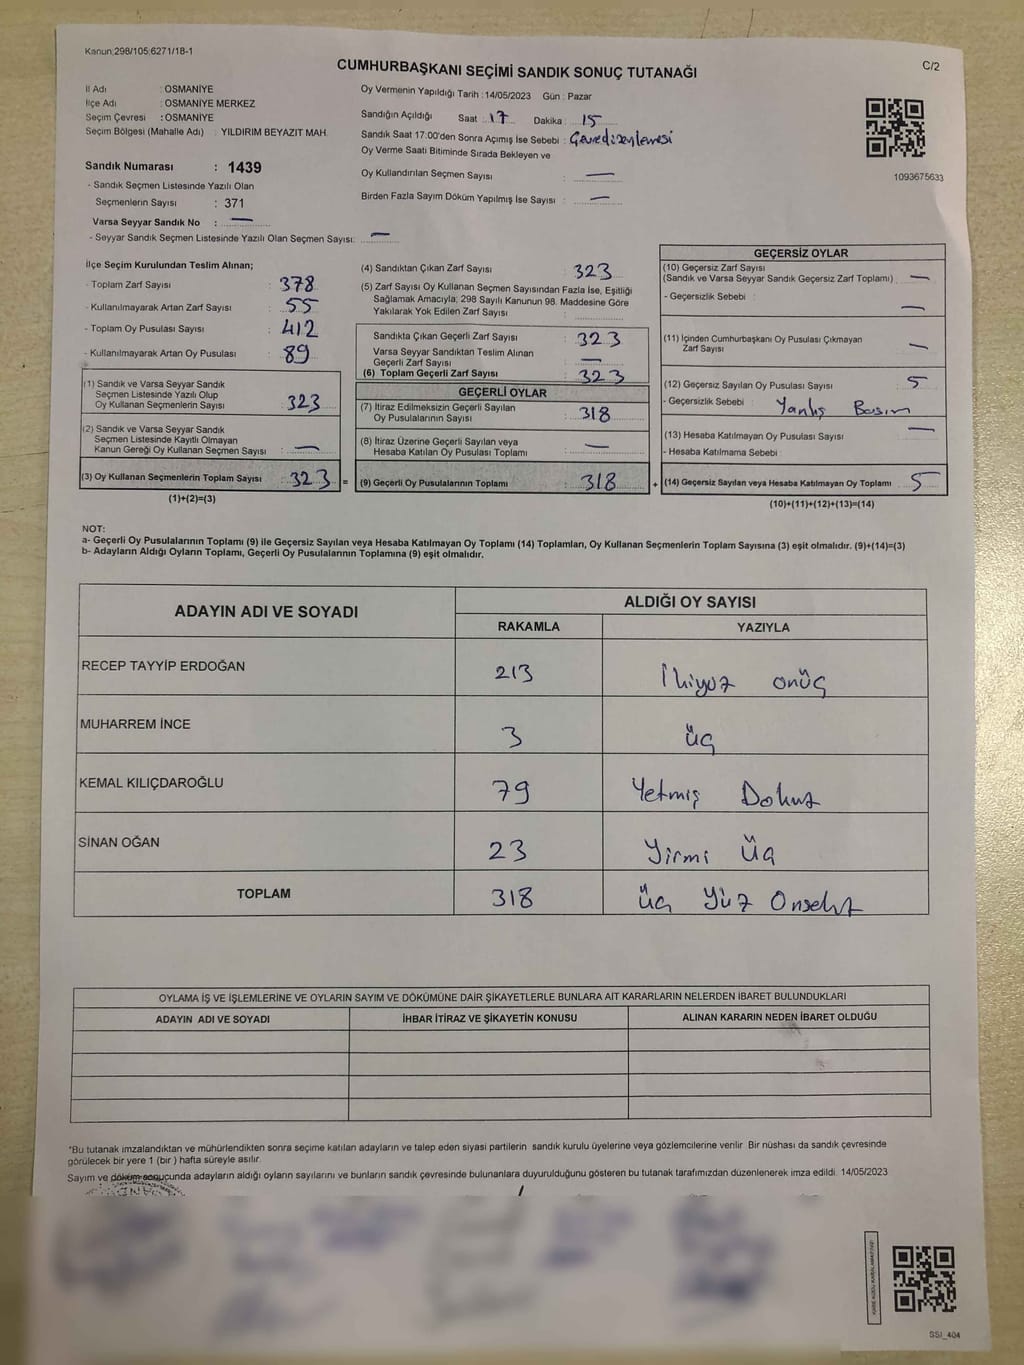 Kanun;298/105;6271/18-1
CUMHURBAŞKANI SEÇİMİ SANDIK SONUÇ TUTANAĞI
C/2
İl Adı : OSMANİYE
İlçe Adı : OSMANİYE MERKEZ
Seçim Çevresi : OSMANİYE
Seçim Bölgesi (Mahalle Adı) : YILDIRIM BEYAZIT MAH.
Sandık Numarası : 1439
- Sandık Seçmen Listesinde Yazılı Olan
Seçmenlerin Sayısı : 371
Varsa Seyyar Sandık No : —
- Seyyar Sandık Seçmen Listesinde Yazılı Olan Seçmen Sayısı: —
Oy Vermenin Yapıldığı Tarih : 14/05/2023 Gün : Pazar
Sandığın Açıldığı Saat : 17 Dakika : 15
Sandık Saat 17:00'den Sonra Açılmış İse Sebebi : Çevre düzenlemesi
Oy Verme Saati Bitiminde Sırada Bekleyen ve
Oy Kullandırılan Seçmen Sayısı : —
Birden Fazla Sayım Döküm Yapılmış İse Sayısı : —
1093675633
İlçe Seçim Kurulundan Teslim Alınan;
- Toplam Zarf Sayısı : 378
- Kullanılmayarak Artan Zarf Sayısı : 55
- Toplam Oy Pusulası Sayısı : 412
- Kullanılmayarak Artan Oy Pusulası : 89
(1) Sandık ve Varsa Seyyar Sandık
Seçmen Listesinde Yazılı Olup
Oy Kullanan Seçmenlerin Sayısı : 323
(2) Sandık ve Varsa Seyyar Sandık
Seçmen Listesinde Kayıtlı Olmayan
Kanun Gereği Oy Kullanan Seçmen Sayısı : —
(3) Oy Kullanan Seçmenlerin Toplam Sayısı : 323 =
(1)+(2)=(3)
(4) Sandıktan Çıkan Zarf Sayısı : 323
(5) Zarf Sayısı Oy Kullanan Seçmen Sayısından Fazla İse, Eşitliği
Sağlamak Amacıyla; 298 Sayılı Kanunun 98. Maddesine Göre
Yakılarak Yok Edilen Zarf Sayısı :
Sandıkta Çıkan Geçerli Zarf Sayısı : 323
Varsa Seyyar Sandıktan Teslim Alınan
Geçerli Zarf Sayısı : —
(6) Toplam Geçerli Zarf Sayısı : 323
GEÇERLİ OYLAR
(7) İtiraz Edilmeksizin Geçerli Sayılan
Oy Pusulalarının Sayısı : 318
(8) İtiraz Üzerine Geçerli Sayılan veya
Hesaba Katılan Oy Pusulası Toplamı : —
(9) Geçerli Oy Pusulalarının Toplamı : 318 +
GEÇERSİZ OYLAR
(10) Geçersiz Zarf Sayısı
(Sandık ve Varsa Seyyar Sandık Geçersiz Zarf Toplamı) : —
- Geçersizlik Sebebi : —
(11) İçinden Cumhurbaşkanı Oy Pusulası Çıkmayan
Zarf Sayısı : —
(12) Geçersiz Sayılan Oy Pusulası Sayısı : 5
- Geçersizlik Sebebi : Yanlış Basım
(13) Hesaba Katılmayan Oy Pusulası Sayısı : —
- Hesaba Katılmama Sebebi :
(14) Geçersiz Sayılan veya Hesaba Katılmayan Oy Toplamı : 5
(10)+(11)+(12)+(13)=(14)
NOT:
a- Geçerli Oy Pusulalarının Toplamı (9) ile Geçersiz Sayılan veya Hesaba Katılmayan Oy Toplamı (14) Toplamları, Oy Kullanan Seçmenlerin Toplam Sayısına (3) eşit olmalıdır. (9)+(14)=(3)
b- Adayların Aldığı Oyların Toplamı, Geçerli Oy Pusulalarının Toplamına (9) eşit olmalıdır.
ADAYIN ADI VE SOYADI ALDIĞI OY SAYISI
RAKAMLA YAZIYLA
RECEP TAYYİP ERDOĞAN 213 İkiyüz onüç
MUHARREM İNCE 3 üç
KEMAL KILIÇDAROĞLU 79 Yetmiş Dokuz
SİNAN OĞAN 23 Yirmi Üç
TOPLAM 318 üç Yüz Onsekiz
OYLAMA İŞ VE İŞLEMLERİNE VE OYLARIN SAYIM VE DÖKÜMÜNE DAİR ŞİKAYETLERLE BUNLARA AİT KARARLARIN NELERDEN İBARET BULUNDUKLARI
ADAYIN ADI VE SOYADI İHBAR İTİRAZ VE ŞİKAYETİN KONUSU ALINAN KARARIN NEDEN İBARET OLDUĞU
*Bu tutanak imzalandıktan ve mühürlendikten sonra seçime katılan adayların ve talep eden siyasi partilerin sandık kurulu üyelerine veya gözlemcilerine verilir Bir nüshası da sandık çevresinde
görülecek bir yere 1 (bir ) hafta süreyle asılır.
Sayım ve döküm sonucunda adayların aldığı oyların sayılarını ve bunların sandık çevresinde bulunanlara duyurulduğunu gösteren bu tutanak tarafımızdan düzenlenerek imza edildi. 14/05/2023
SSI_404